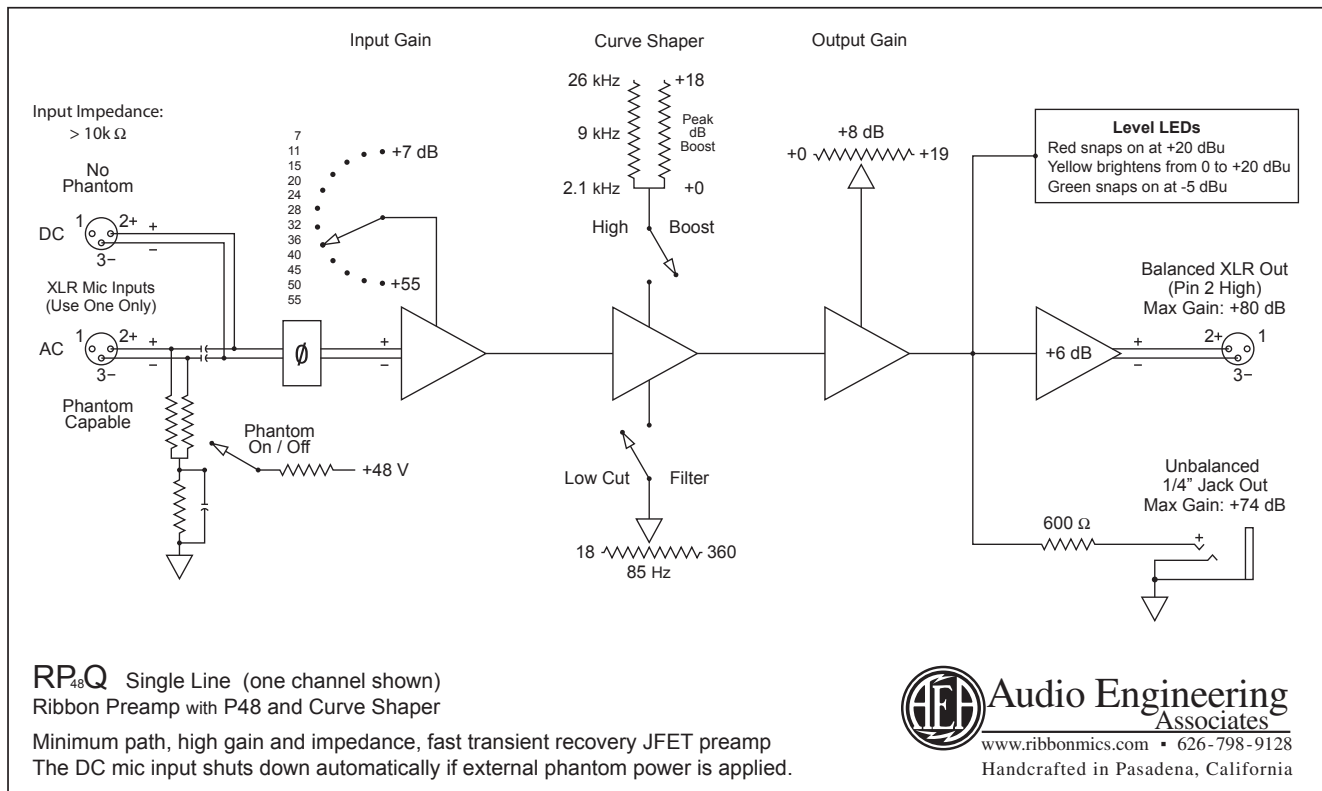 Input Gain
Curve Shaper
Output Gain
Input Impedance:
> 10k Ω
No
Phantom
DC
1
2+
3−
+
−
XLR Mic Inputs
(Use One Only)
AC
1
2+
3−
+
−
Phantom
Capable
Phantom
On / Off
+48 V
7
11
15
20
24
28
32
36
40
45
50
55
+7 dB
+55
Ø
+
−
26 kHz
9 kHz
2.1 kHz
+18
Peak
dB
Boost
+0
High Boost
Low Cut Filter
18
360
85 Hz
+8 dB
+0
+19
Level LEDs
Red snaps on at +20 dBu
Yellow brightens from 0 to +20 dBu
Green snaps on at -5 dBu
+6 dB
Balanced XLR Out
(Pin 2 High)
Max Gain: +80 dB
+
−
2+
1
3−
Unbalanced
1/4” Jack Out
Max Gain: +74 dB
600 Ω
+
RP48Q Single Line (one channel shown)
Ribbon Preamp with P48 and Curve Shaper
Minimum path, high gain and impedance, fast transient recovery JFET preamp
The DC mic input shuts down automatically if external phantom power is applied.
AEA
Audio Engineering
Associates
www.ribbonmics.com ▪ 626-798-9128
Handcrafted in Pasadena, California